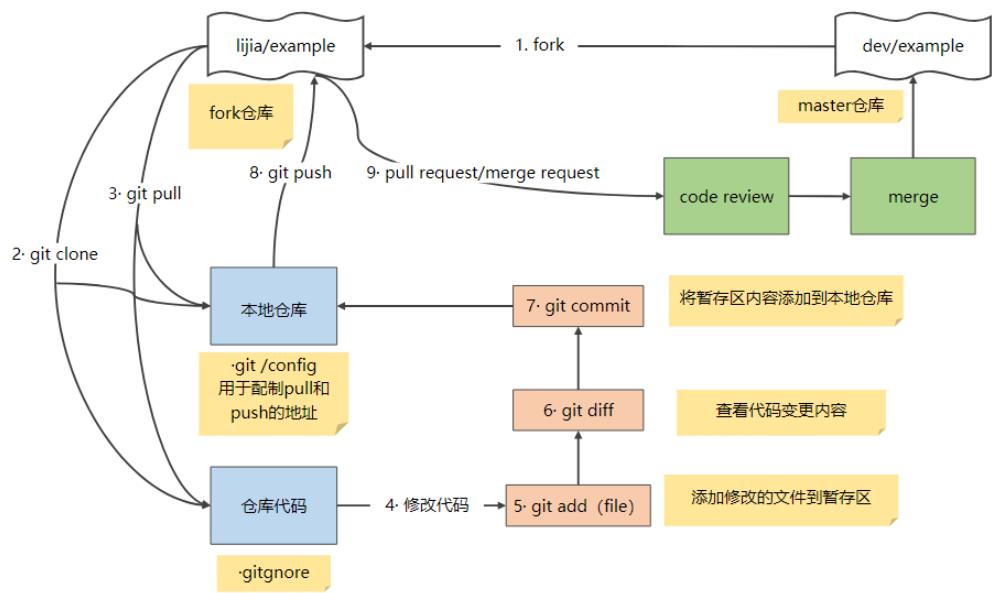 lijia/example
1. fork
dev/example
fork仓库
master仓库
3· git pull
8· git push
9· pull request/merge request
code review
merge
2· git clone
本地仓库
7· git commit
将暂存区内容添加到本地仓库
·git /config
用于配制pull和
push的地址
6· git diff
查看代码变更内容
仓库代码
4· 修改代码
5· git add（file）
添加修改的文件到暂存区
·gitgnore